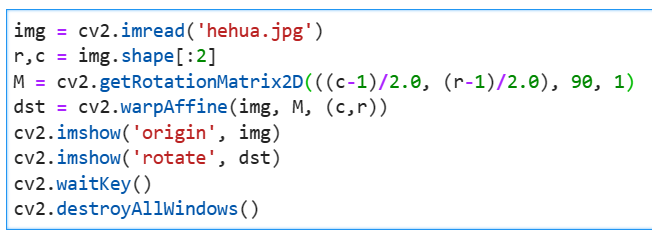 img = cv2.imread('hehua.jpg')
r,c = img.shape[:2]
M = cv2.getRotationMatrix2D(((c-1)/2.0, (r-1)/2.0), 90, 1)
dst = cv2.warpAffine(img, M, (c,r))
cv2.imshow('origin', img)
cv2.imshow('rotate', dst)
cv2.waitKey()
cv2.destroyAllWindows()